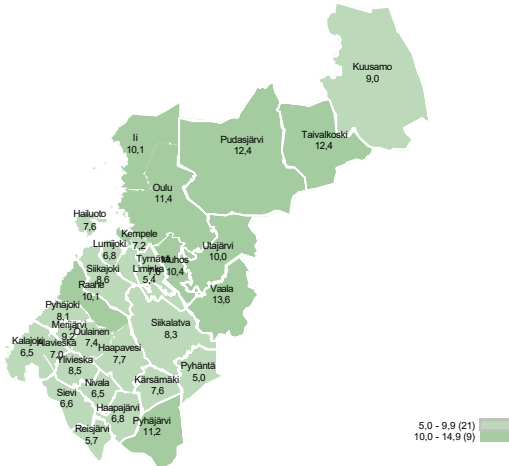 Kuusamo
9,0
Taivalkoski
12,4
Pudasjärvi
12,4
Ii
10,1
Oulu
11,4
Hailuoto
7,6
Kempele
7,2
Lumijoki
6,8
Utajärvi
10,0
Tyrnävä
7,8
Muhos
10,4
Liminka
5,4
Siikajoki
8,6
Raahe
10,1
Vaala
13,6
Pyhäjoki
8,1
Merijärvi
9,2
Oulainen
7,4
Siikalatva
8,3
Kalajoki
6,5
Alavieska
7,0
Haapavesi
7,7
Ylivieska
8,5
Pyhäntä
5,0
Nivala
6,5
Kärsämäki
7,6
Sievi
6,6
Haapajärvi
6,8
Pyhäjärvi
11,2
Reisjärvi
5,7
5,0 - 9,9 (21)
10,0 - 14,9 (9)